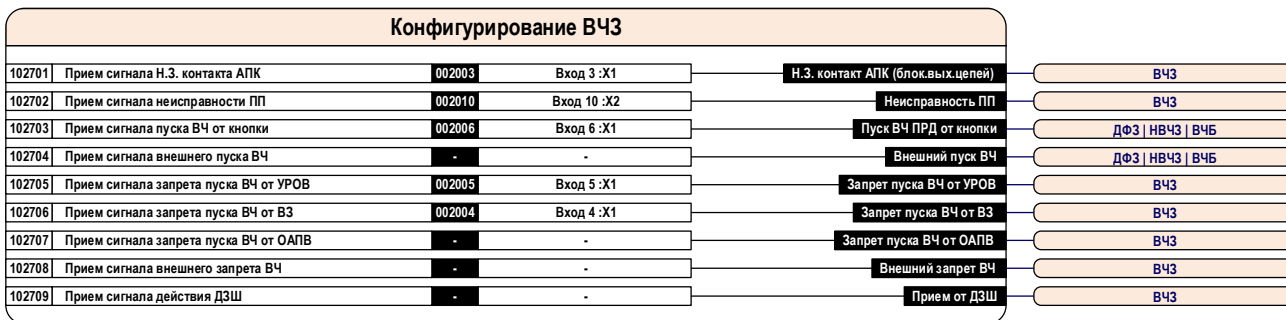 Конфигурирование ВЧЗ
102701 Прием сигнала Н.З. контакта АПК 002003 Вход 3 :X1 Н.З. контакт АПК (блок.вых.цепей) ВЧЗ
102702 Прием сигнала неисправности ПП 002010 Вход 10 :X2 Неисправность ПП ВЧЗ
102703 Прием сигнала пуска ВЧ от кнопки 002006 Вход 6 :X1 Пуск ВЧ ПРД от кнопки ДФЗ | НВЧЗ | ВЧБ
102704 Прием сигнала внешнего пуска ВЧ - - Внешний пуск ВЧ ДФЗ | НВЧЗ | ВЧБ
102705 Прием сигнала запрета пуска ВЧ от УРОВ 002005 Вход 5 :X1 Запрет пуска ВЧ от УРОВ ВЧЗ
102706 Прием сигнала запрета пуска ВЧ от ВЗ 002004 Вход 4 :X1 Запрет пуска ВЧ от ВЗ ВЧЗ
102707 Прием сигнала запрета пуска ВЧ от ОАПВ - - Запрет пуска ВЧ от ОАПВ ВЧЗ
102708 Прием сигнала внешнего запрета ВЧ - - Внешний запрет ВЧ ВЧЗ
102709 Прием сигнала действия ДЗШ - - Прием от ДЗШ ВЧЗ